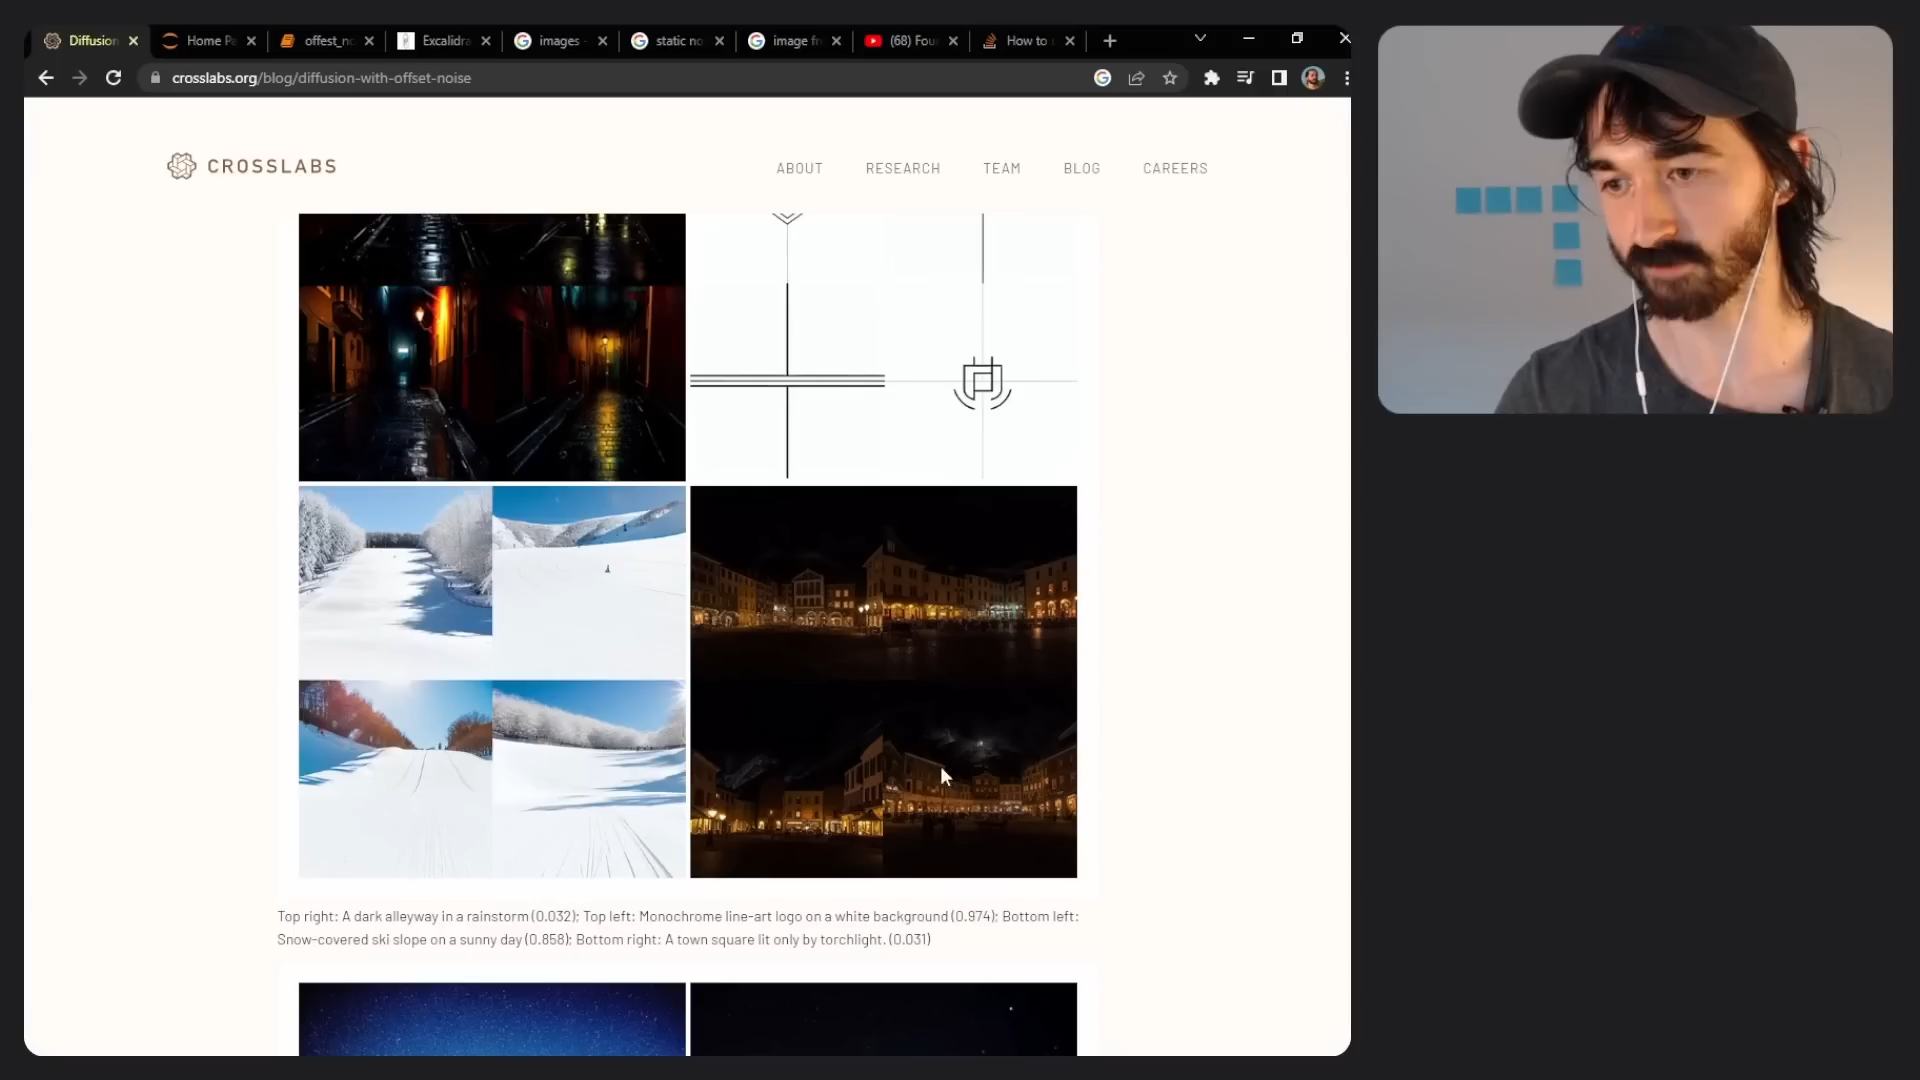 Diffusion
Home Pa
offest_no
Excalidra
images -
static no
image fr
(68) Fou
How to
crosslabs.org/blog/diffusion-with-offset-noise
CROSSLABS
ABOUT
RESEARCH
TEAM
BLOG
CAREERS
Top right: A dark alleyway in a rainstorm (0.032); Top left: Monochrome line-art logo on a white background (0.974); Bottom left:
Snow-covered ski slope on a sunny day (0.858); Bottom right: A town square lit only by torchlight. (0.031)